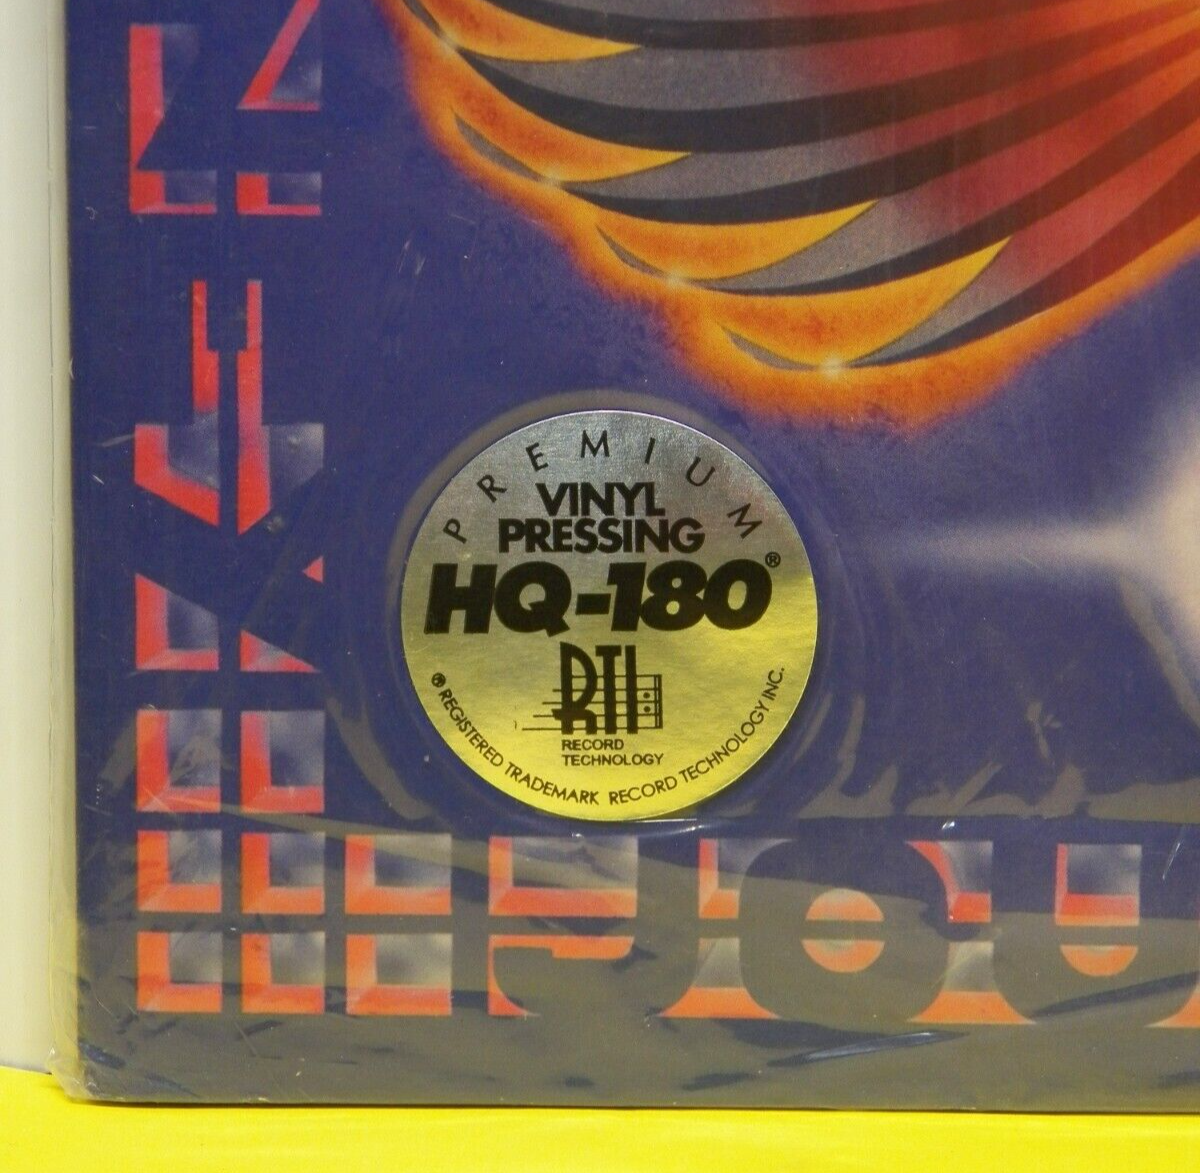 PREMIUM
VINYL
PRESSING
HQ-180®
RTI
RECORD
TECHNOLOGY
® REGISTERED TRADEMARK RECORD TECHNOLOGY INC.